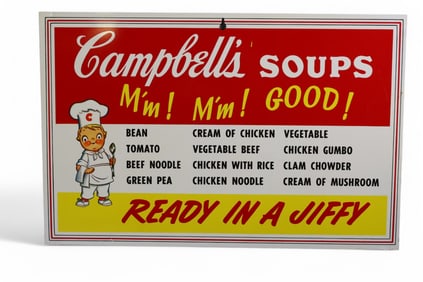 Campbell's SOUPS
M'm! M'm! GOOD!
C
BEAN CREAM OF CHICKEN VEGETABLE
TOMATO VEGETABLE BEEF CHICKEN GUMBO
BEEF NOODLE CHICKEN WITH RICE CLAM CHOWDER
GREEN PEA CHICKEN NOODLE CREAM OF MUSHROOM
READY IN A JIFFY